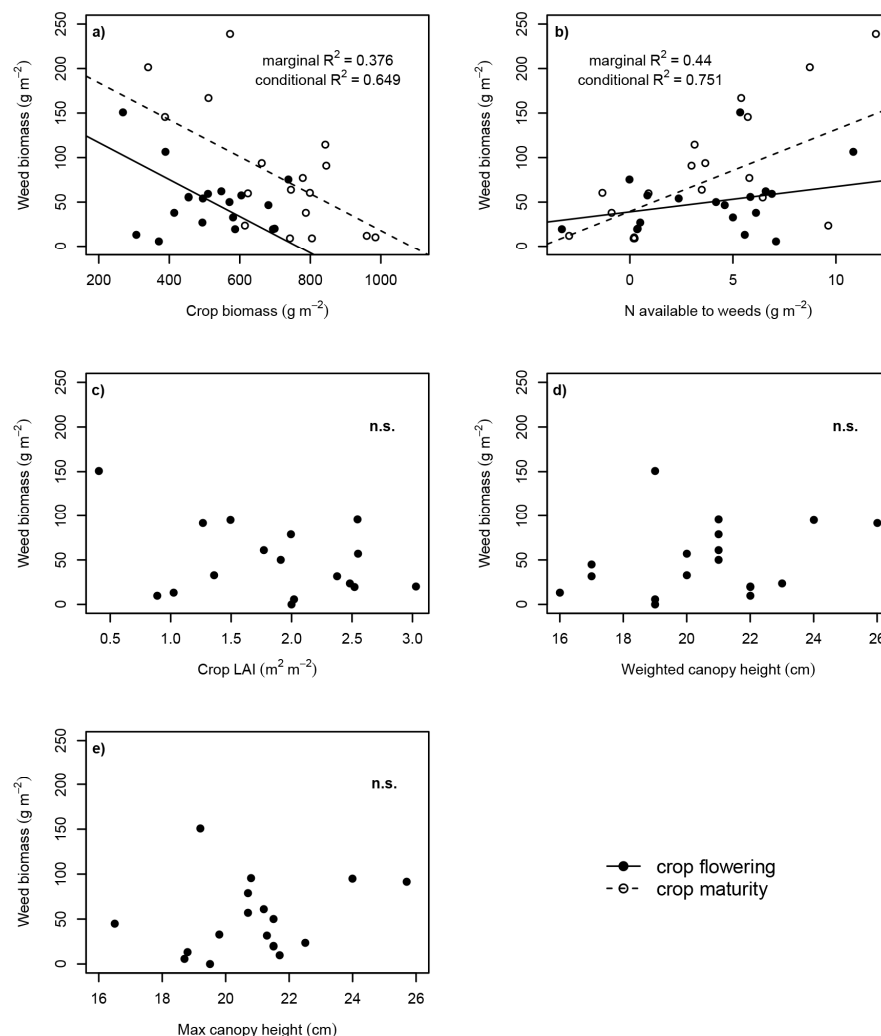 a)
marginal R² = 0.376
conditional R² = 0.649
Weed biomass (g m⁻²)
0 50 100 150 200 250
200 400 600 800 1000
Crop biomass (g m⁻²)
b)
marginal R² = 0.44
conditional R² = 0.751
Weed biomass (g m⁻²)
0 50 100 150 200 250
0 5 10
N available to weeds (g m⁻²)
c)
n.s.
Weed biomass (g m⁻²)
0 50 100 150 200 250
0.5 1.0 1.5 2.0 2.5 3.0
Crop LAI (m² m⁻²)
d)
n.s.
Weed biomass (g m⁻²)
0 50 100 150 200 250
16 18 20 22 24 26
Weighted canopy height (cm)
e)
n.s.
Weed biomass (g m⁻²)
0 50 100 150 200 250
16 18 20 22 24 26
Max canopy height (cm)
crop flowering
crop maturity